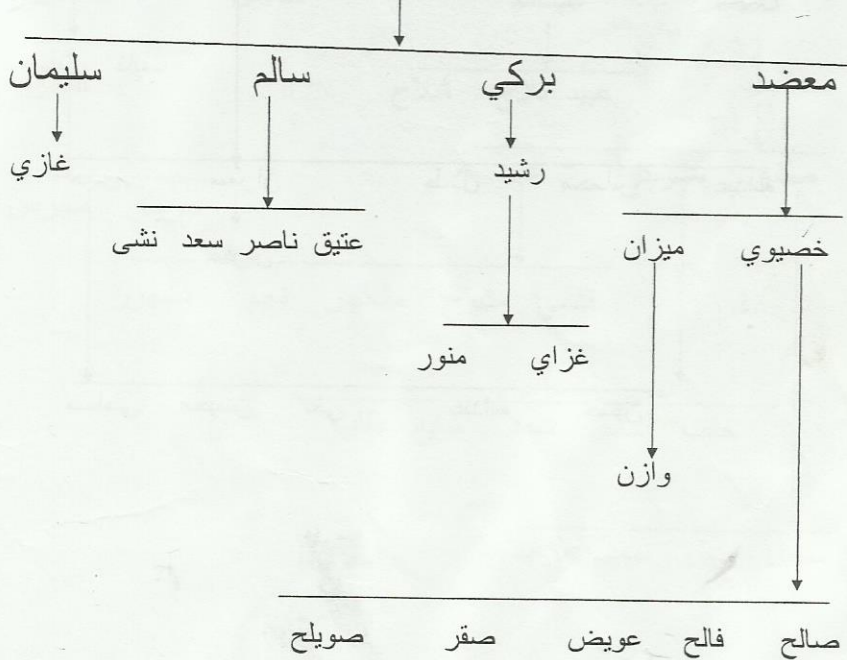 معضد بركي سالم سليمان
رشيد غازي
خصيوي ميزان عتيق ناصر سعد نشى
غزاي منور
وازن
صالح فالح عويض صقر صويلح